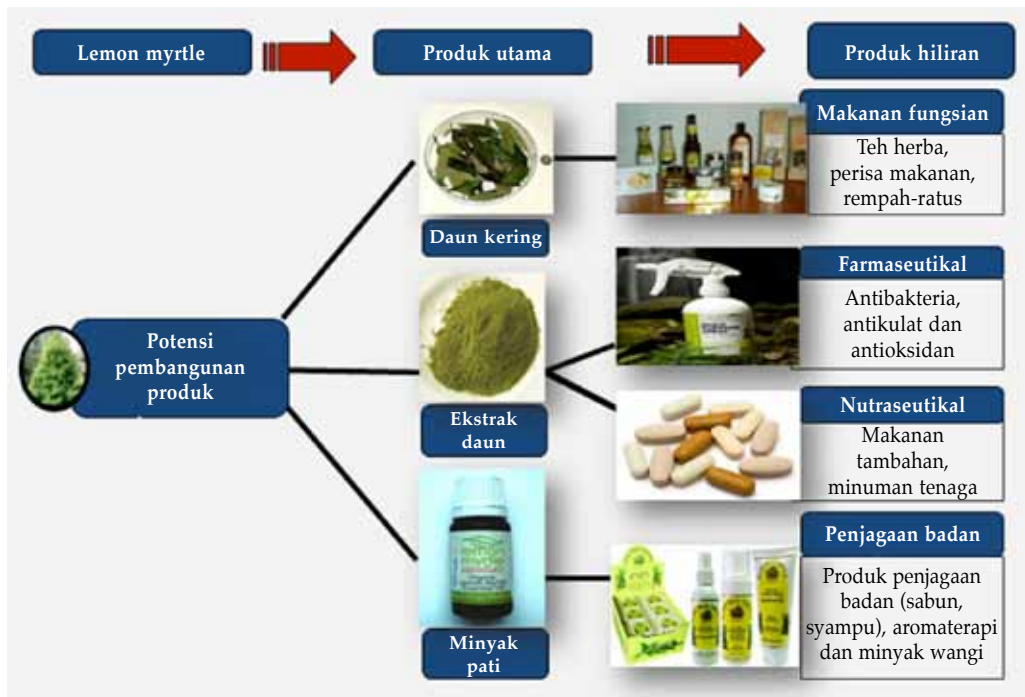 Lemon myrtle
Produk utama
Produk hiliran
Potensi
pembangunan
produk
Daun kering
Ekstrak
daun
Minyak
pati
Makanan fungsian
Teh herba,
perisa makanan,
rempah-ratus
Farmaseutikal
Antibakteria,
antikulat dan
antioksidan
Nutraseutikal
Makanan
tambahan,
minuman tenaga
Penjagaan badan
Produk penjagaan
badan (sabun,
syampu), aromaterapi
dan minyak wangi